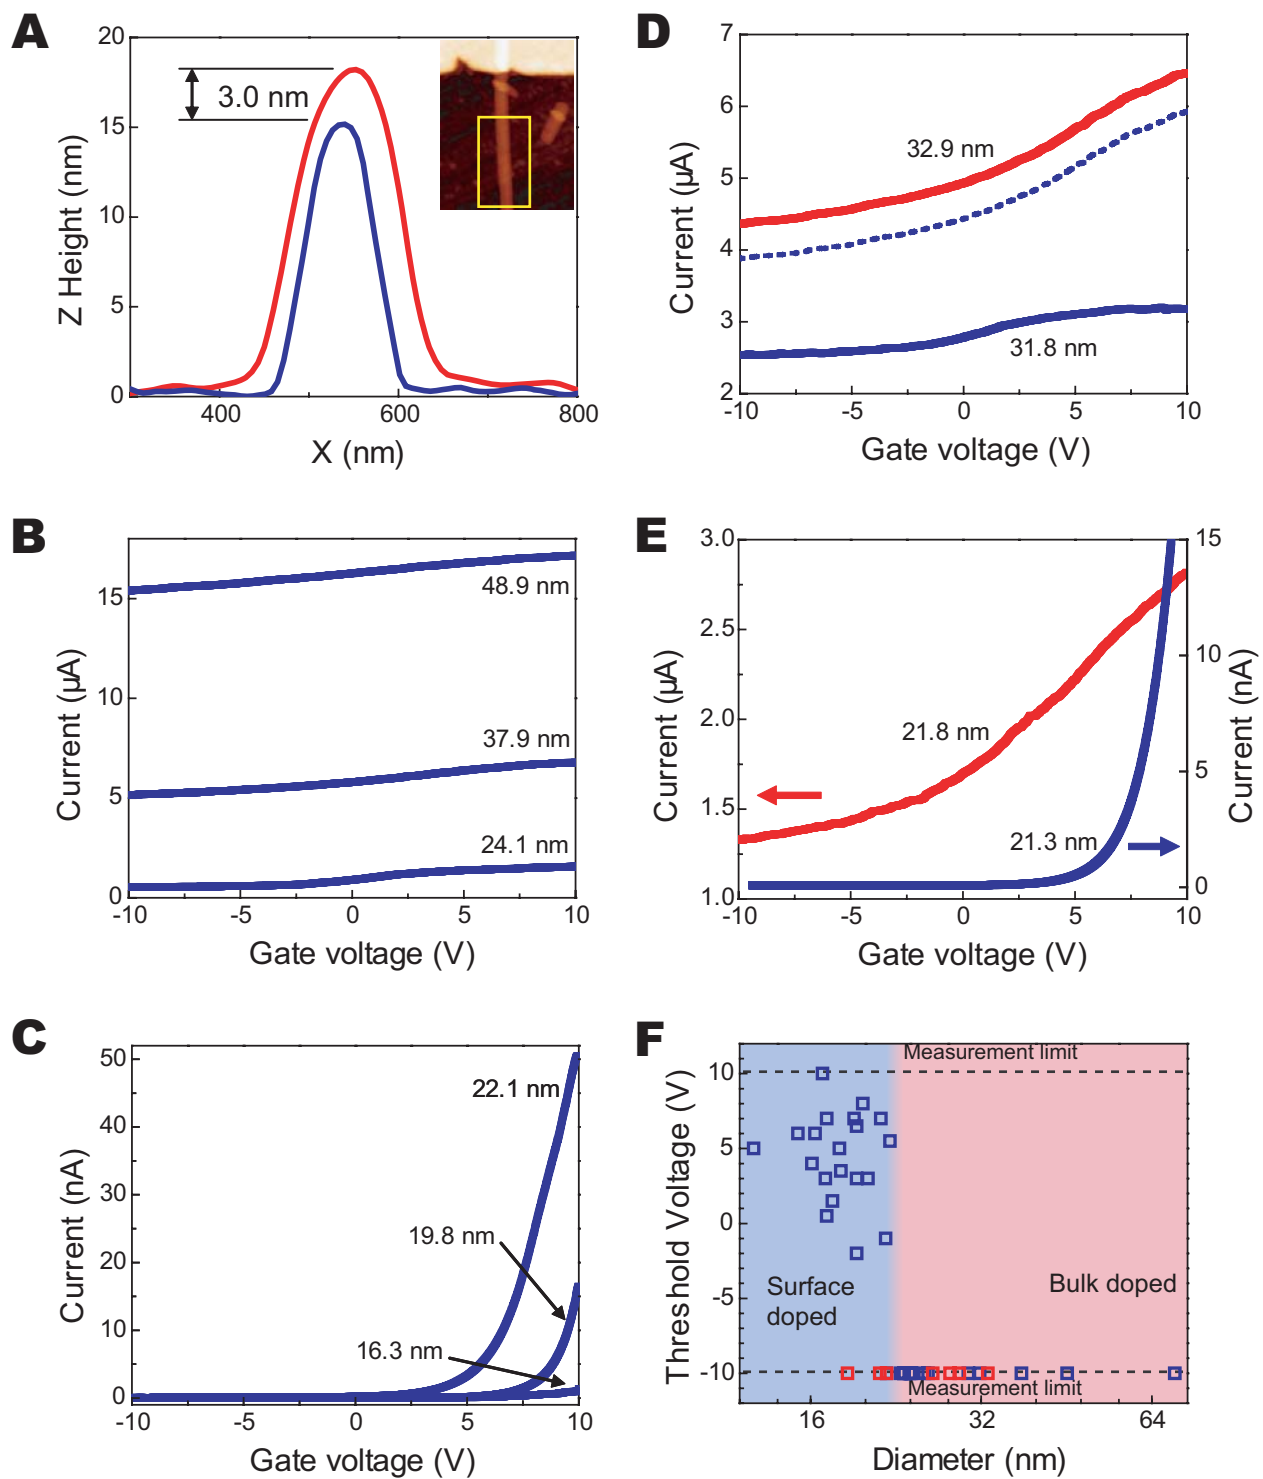 A
20
15
10
5
0
Z Height (nm)
3.0 nm
400
600
800
X (nm)
B
15
10
5
0
Current (µA)
48.9 nm
37.9 nm
24.1 nm
-10
-5
0
5
10
Gate voltage (V)
C
50
40
30
20
10
0
Current (nA)
22.1 nm
19.8 nm
16.3 nm
-10
-5
0
5
10
Gate voltage (V)
D
7
6
5
4
3
2
Current (µA)
32.9 nm
31.8 nm
-10
-5
0
5
10
Gate voltage (V)
E
3.0
2.5
2.0
1.5
1.0
Current (µA)
21.8 nm
21.3 nm
15
10
5
0
Current (nA)
-10
-5
0
5
10
Gate voltage (V)
F
10
5
0
-5
-10
Threshold Voltage (V)
Measurement limit
Surface
doped
Bulk doped
Measurement limit
16
32
64
Diameter (nm)